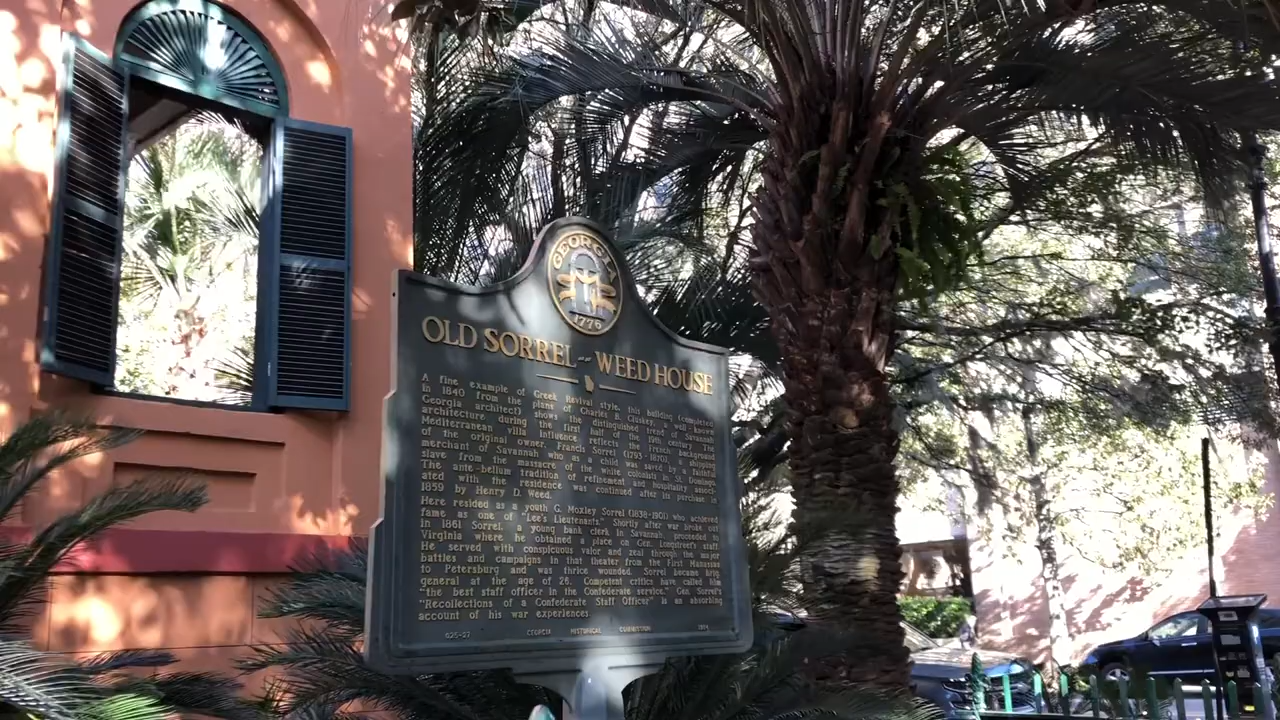 GEORGIA
1776
OLD SORREL-WEED HOUSE
A fine example of Greek Revival style, this building (completed
in 1840 from the plans of Charles B. Cluskey, a well-known
Georgia architect) shows the distinguished trend of Savannah
architecture during the first half of the 19th century. The
Mediterranean villa influence reflects the French background
of the original owner, Francis Sorrel (1793-1870), a shipping
merchant of Savannah who as a child was saved by a faithful
slave from the massacre of the white colonists in St. Domingo.
The ante-bellum tradition of refinement and hospitality associ-
ated with the residence was continued after its purchase in
1859 by Henry D. Weed.
Here resided as a youth G. Moxley Sorrel (1838-1901) who achieved
fame as one of "Lee's Lieutenants." Shortly after war broke out
in 1861 Sorrel, a young bank clerk in Savannah, proceeded to
Virginia where he obtained a place on Gen. Longstreet's staff.
He served with conspicuous valor and zeal through the major
battles and campaigns in that theater from the First Manassas
to Petersburg and was thrice wounded. Sorrel became brig.
general at the age of 26. Competent critics have called him
"the best staff officer in the Confederate service." Gen. Sorrel's
"Recollections of a Confederate Staff Officer" is an absorbing
account of his war experiences.
025-27 GEORGIA HISTORICAL COMMISSION 1954